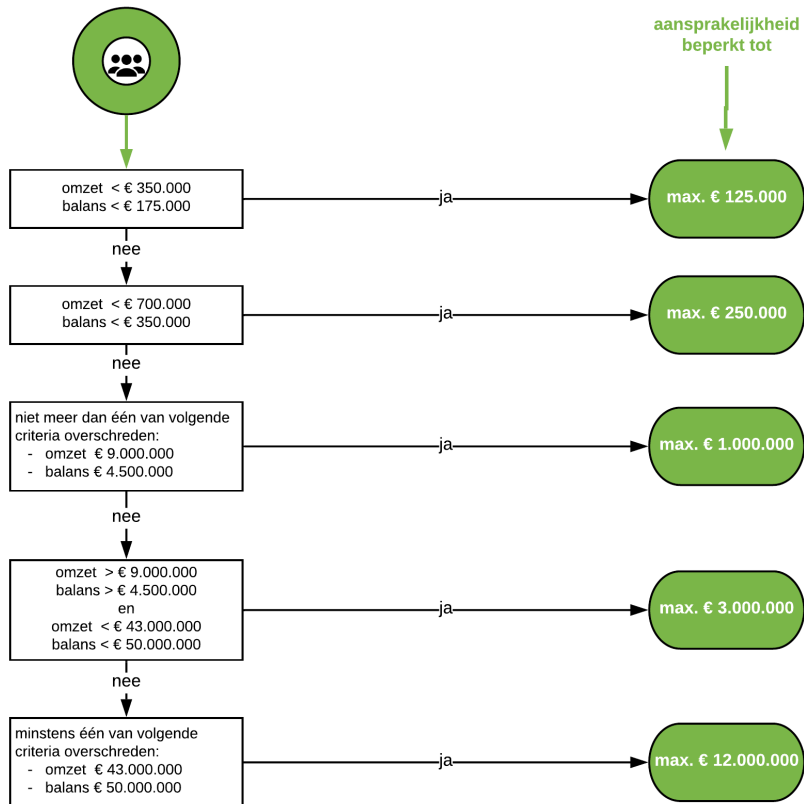 aansprakelijkheid
beperkt tot
omzet < € 350.000
balans < € 175.000
ja
max. € 125.000
nee
omzet < € 700.000
balans < € 350.000
ja
max. € 250.000
nee
niet meer dan één van volgende
criteria overschreden:
- omzet € 9.000.000
- balans € 4.500.000
ja
max. € 1.000.000
nee
omzet > € 9.000.000
balans > € 4.500.000
en
omzet < € 43.000.000
balans < € 50.000.000
ja
max. € 3.000.000
nee
minstens één van volgende
criteria overschreden:
- omzet € 43.000.000
- balans € 50.000.000
ja
max. € 12.000.000